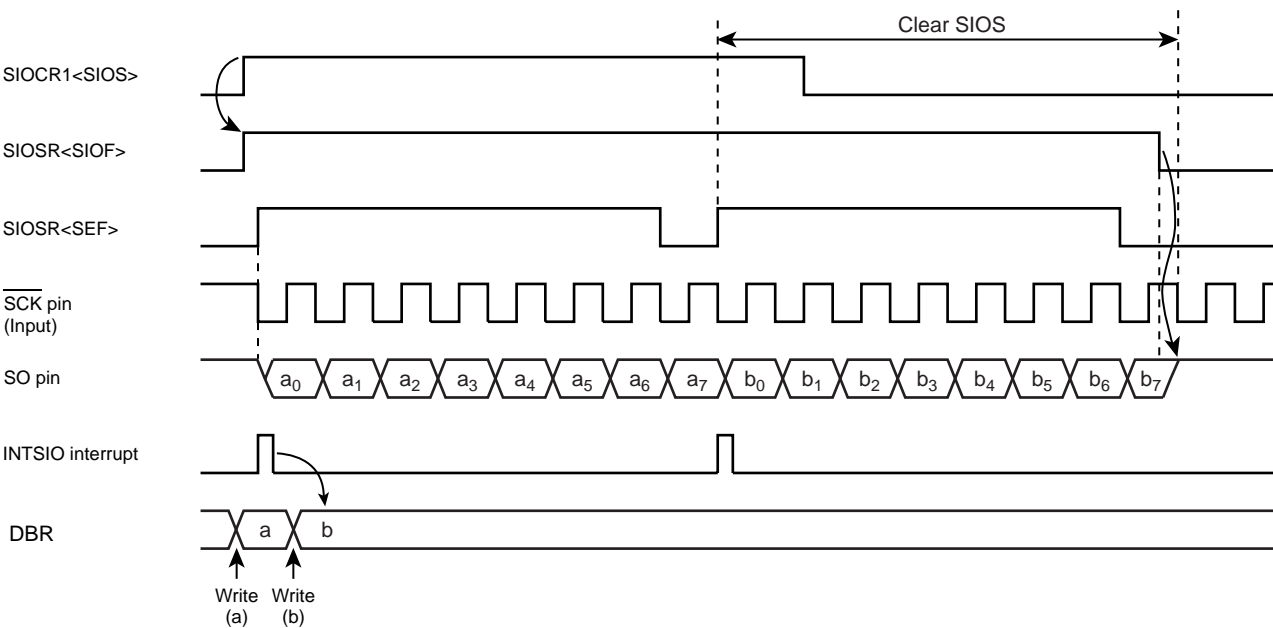 Clear SIOS
SIOCR1<SIOS>
SIOSR<SIOF>
SIOSR<SEF>
SCK pin
(Input)
SO pin
a0 a1 a2 a3 a4 a5 a6 a7 b0 b1 b2 b3 b4 b5 b6 b7
INTSIO interrupt
DBR
a b
Write Write
(a) (b)